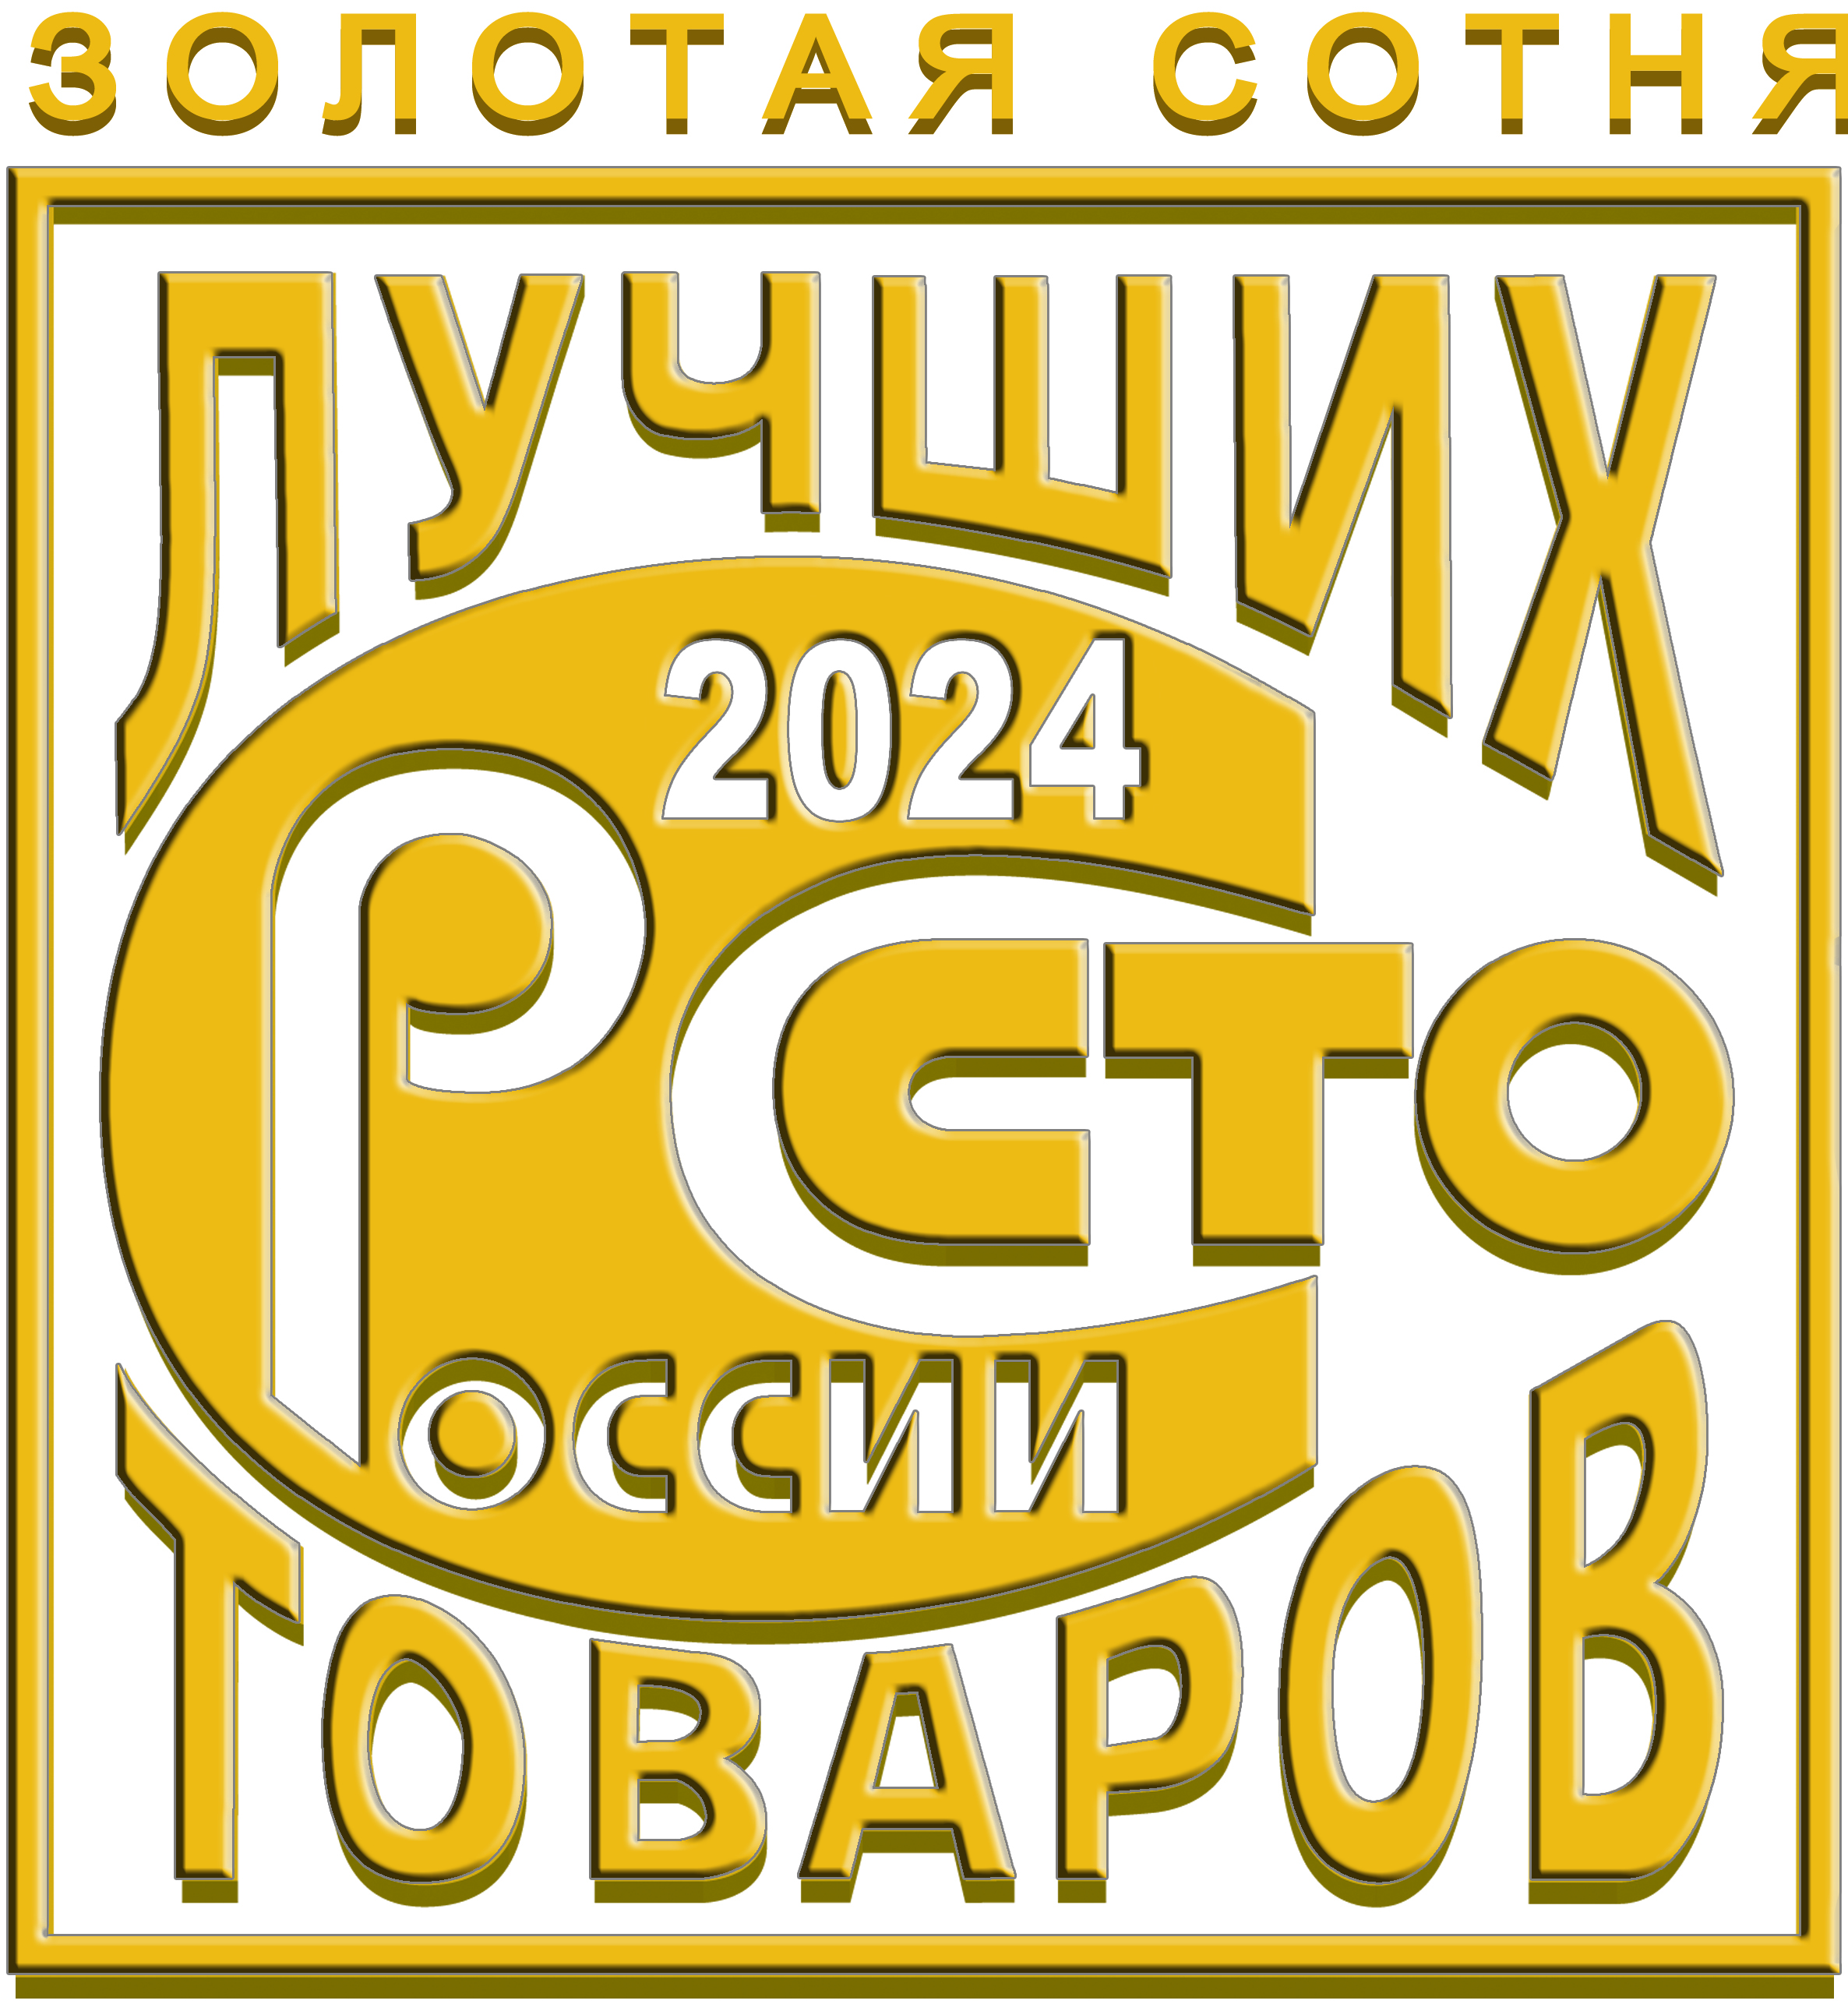 ЗОЛОТАЯ СОТНЯ
ЛУЧШИХ
2024
СТО
РОССИИ
ТОВАРОВ